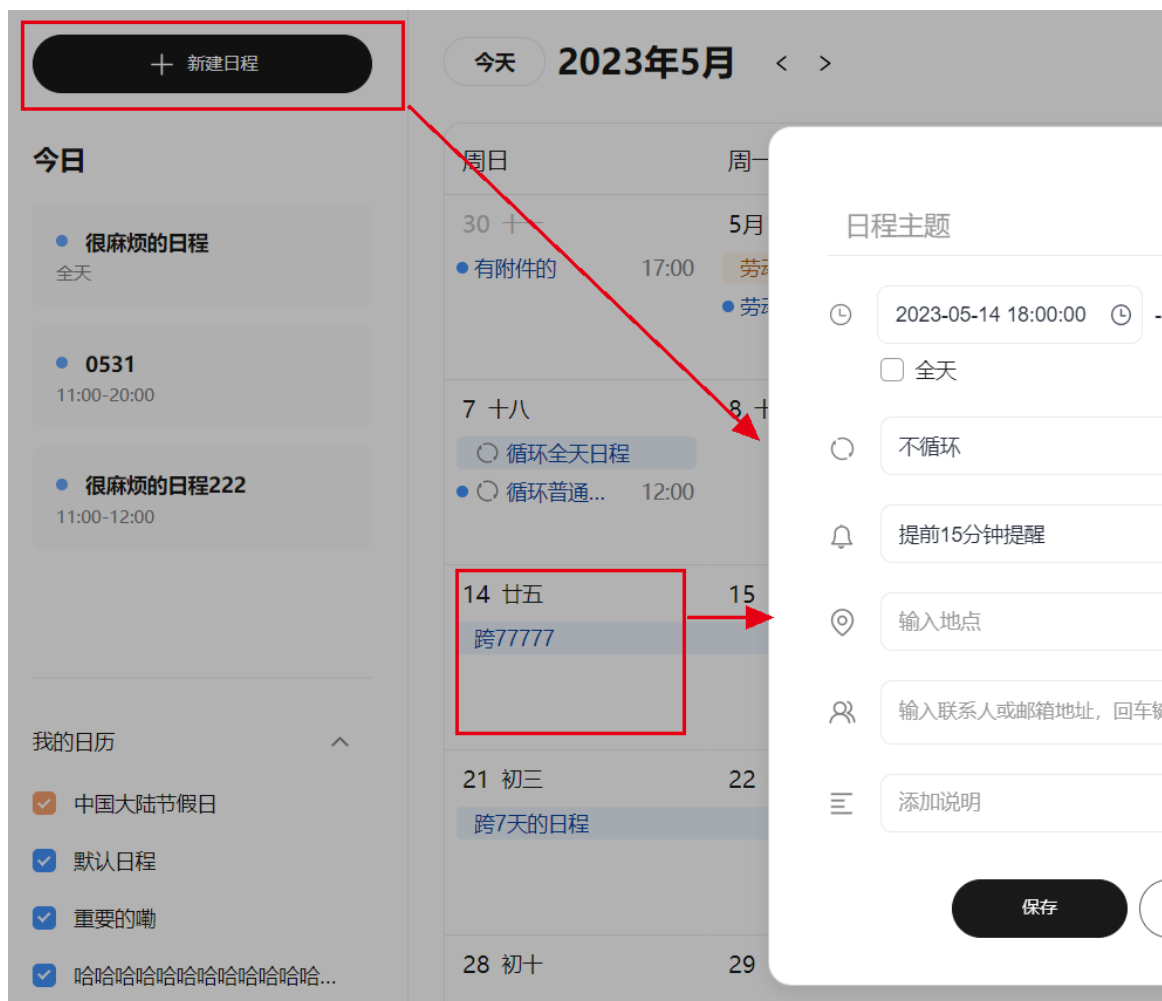 新建日程
今日
很麻烦的日程
全天
0531
11:00-20:00
很麻烦的日程222
11:00-12:00
我的日历
中国大陆节假日
默认日程
重要的嘞
哈哈哈哈哈哈哈哈哈哈哈哈...
今天 2023年5月 < >
周日 周一
30 十一 5月
有附件的 17:00 劳动
劳动
7 十八 8 十
循环全天日程
循环普通... 12:00
14 廿五 15
跨77777
21 初三 22
跨7天的日程
28 初十 29
日程主题
2023-05-14 18:00:00 -
全天
不循环
提前15分钟提醒
输入地点
输入联系人或邮箱地址，回车键
添加说明
保存